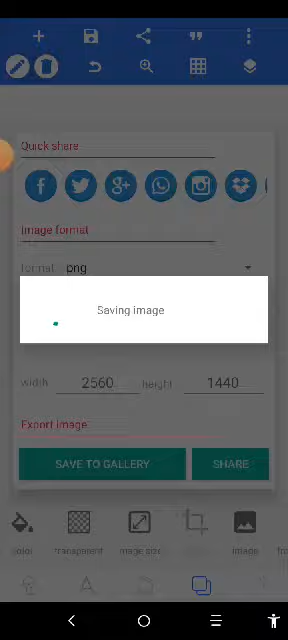 Quick share
Image format
format png
Saving image
width 2560 height 1440
Export image
SAVE TO GALLERY SHARE
color transparent image size crop image